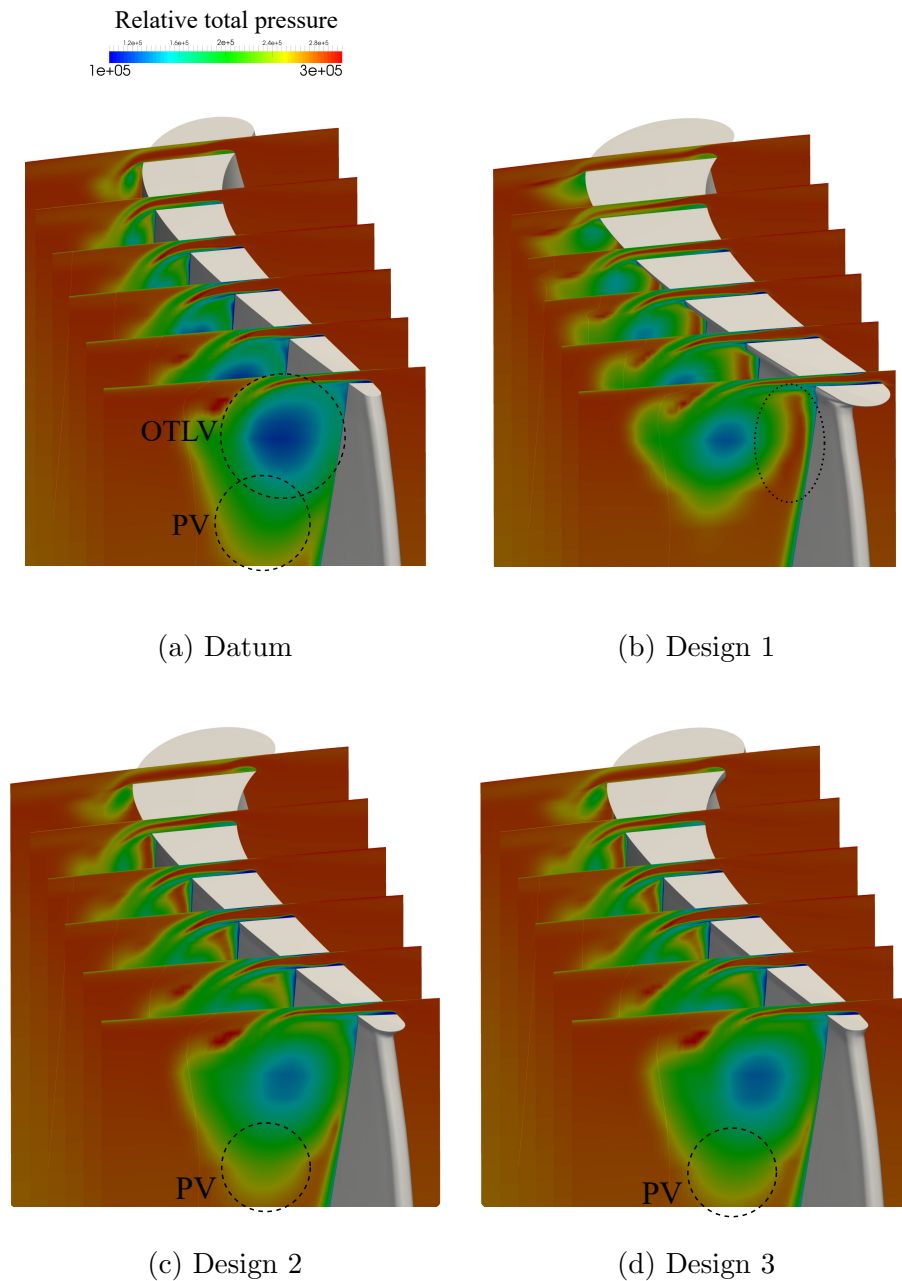 Relative total pressure
1.2e+5 1.6e+5 2e+5 2.4e+5 2.8e+5
1e+05 3e+05
OTLV
PV
(a) Datum
(b) Design 1
PV
PV
(c) Design 2
(d) Design 3